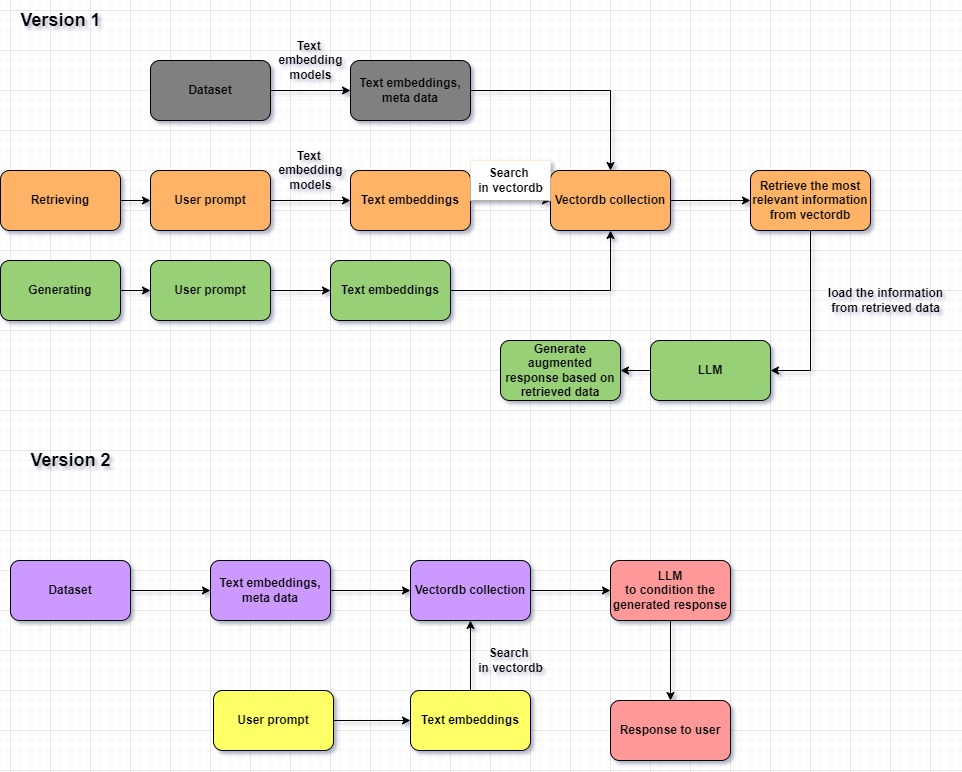 Version 1
Text
embedding
models
Dataset
Text embeddings,
meta data
Text
embedding
models
Search
in vectordb
Retrieving
User prompt
Text embeddings
Vectordb collection
Retrieve the most
relevant information
from vectordb
Generating
User prompt
Text embeddings
load the information
from retrieved data
Generate
augmented
response based on
retrieved data
LLM
Version 2
Dataset
Text embeddings,
meta data
Vectordb collection
LLM
to condition the
generated response
Search
in vectordb
User prompt
Text embeddings
Response to user